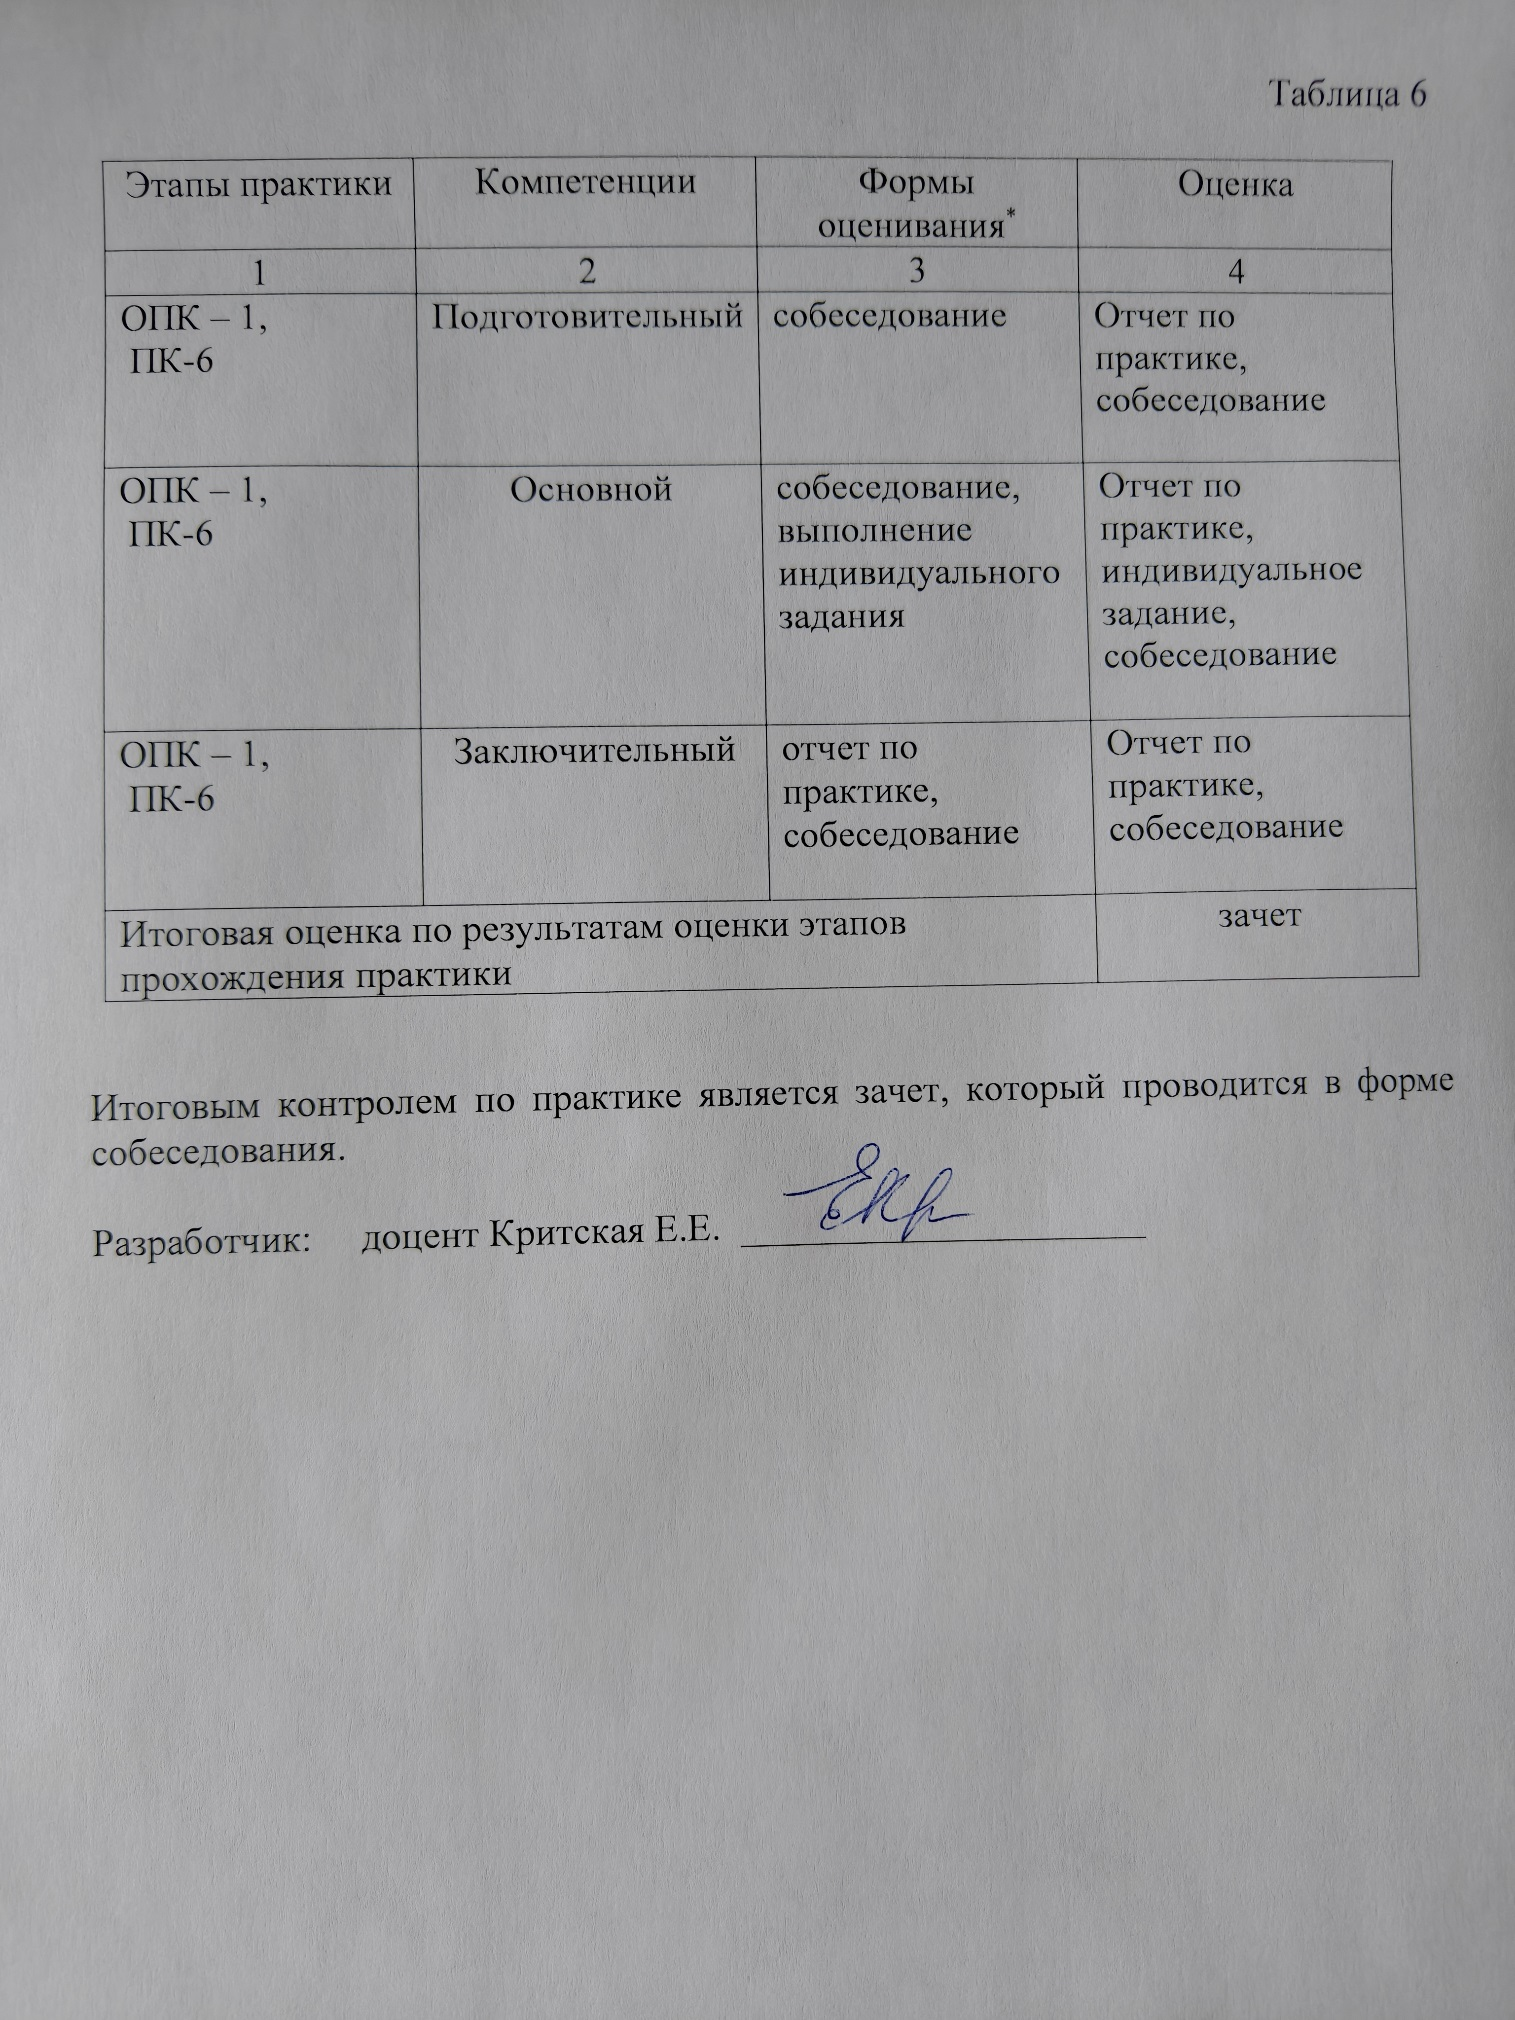 Таблица 6
Этапы практики Компетенции Формы оценивания* Оценка
1 2 3 4
ОПК – 1, Подготовительный собеседование Отчет по
ПК-6 практике,
собеседование
ОПК – 1, Основной собеседование, Отчет по
ПК-6 выполнение практике,
индивидуального индивидуальное
задания задание,
собеседование
ОПК – 1, Заключительный отчет по Отчет по
ПК-6 практике, практике,
собеседование собеседование
Итоговая оценка по результатам оценки этапов зачет
прохождения практики
Итоговым контролем по практике является зачет, который проводится в форме
собеседования.
Разработчик: доцент Критская Е.Е.